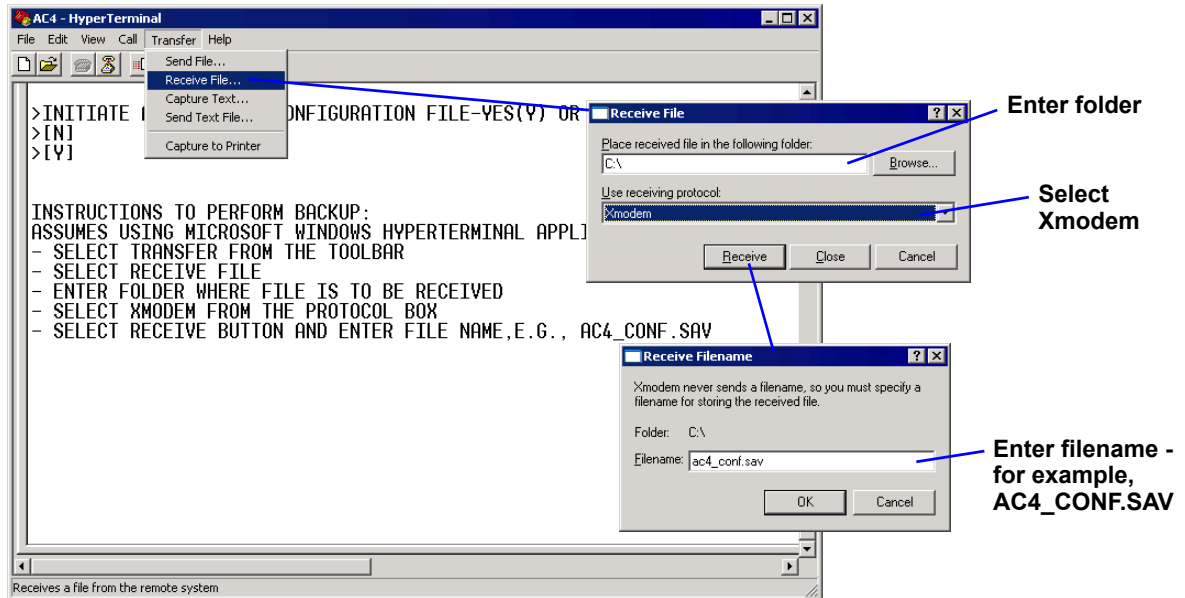 AC4 - HyperTerminal
File Edit View Call Transfer Help
Send File...
Receive File...
Capture Text...
Send Text File...
Capture to Printer
>INITIATE ONFIGURATION FILE-YES(Y) OR
>[N]
>[Y]
INSTRUCTIONS TO PERFORM BACKUP:
ASSUMES USING MICROSOFT WINDOWS HYPERTERMINAL APPLI
- SELECT TRANSFER FROM THE TOOLBAR
- SELECT RECEIVE FILE
- ENTER FOLDER WHERE FILE IS TO BE RECEIVED
- SELECT XMODEM FROM THE PROTOCOL BOX
- SELECT RECEIVE BUTTON AND ENTER FILE NAME,E.G., AC4_CONF.SAV
Receives a file from the remote system
Receive File
Place received file in the following folder:
C:\
Browse...
Use receiving protocol:
Xmodem
Receive Close Cancel
Enter folder
Select
Xmodem
Receive Filename
Xmodem never sends a filename, so you must specify a
filename for storing the received file.
Folder: C:\
Filename: ac4_conf.sav
OK Cancel
Enter filename -
for example,
AC4_CONF.SAV